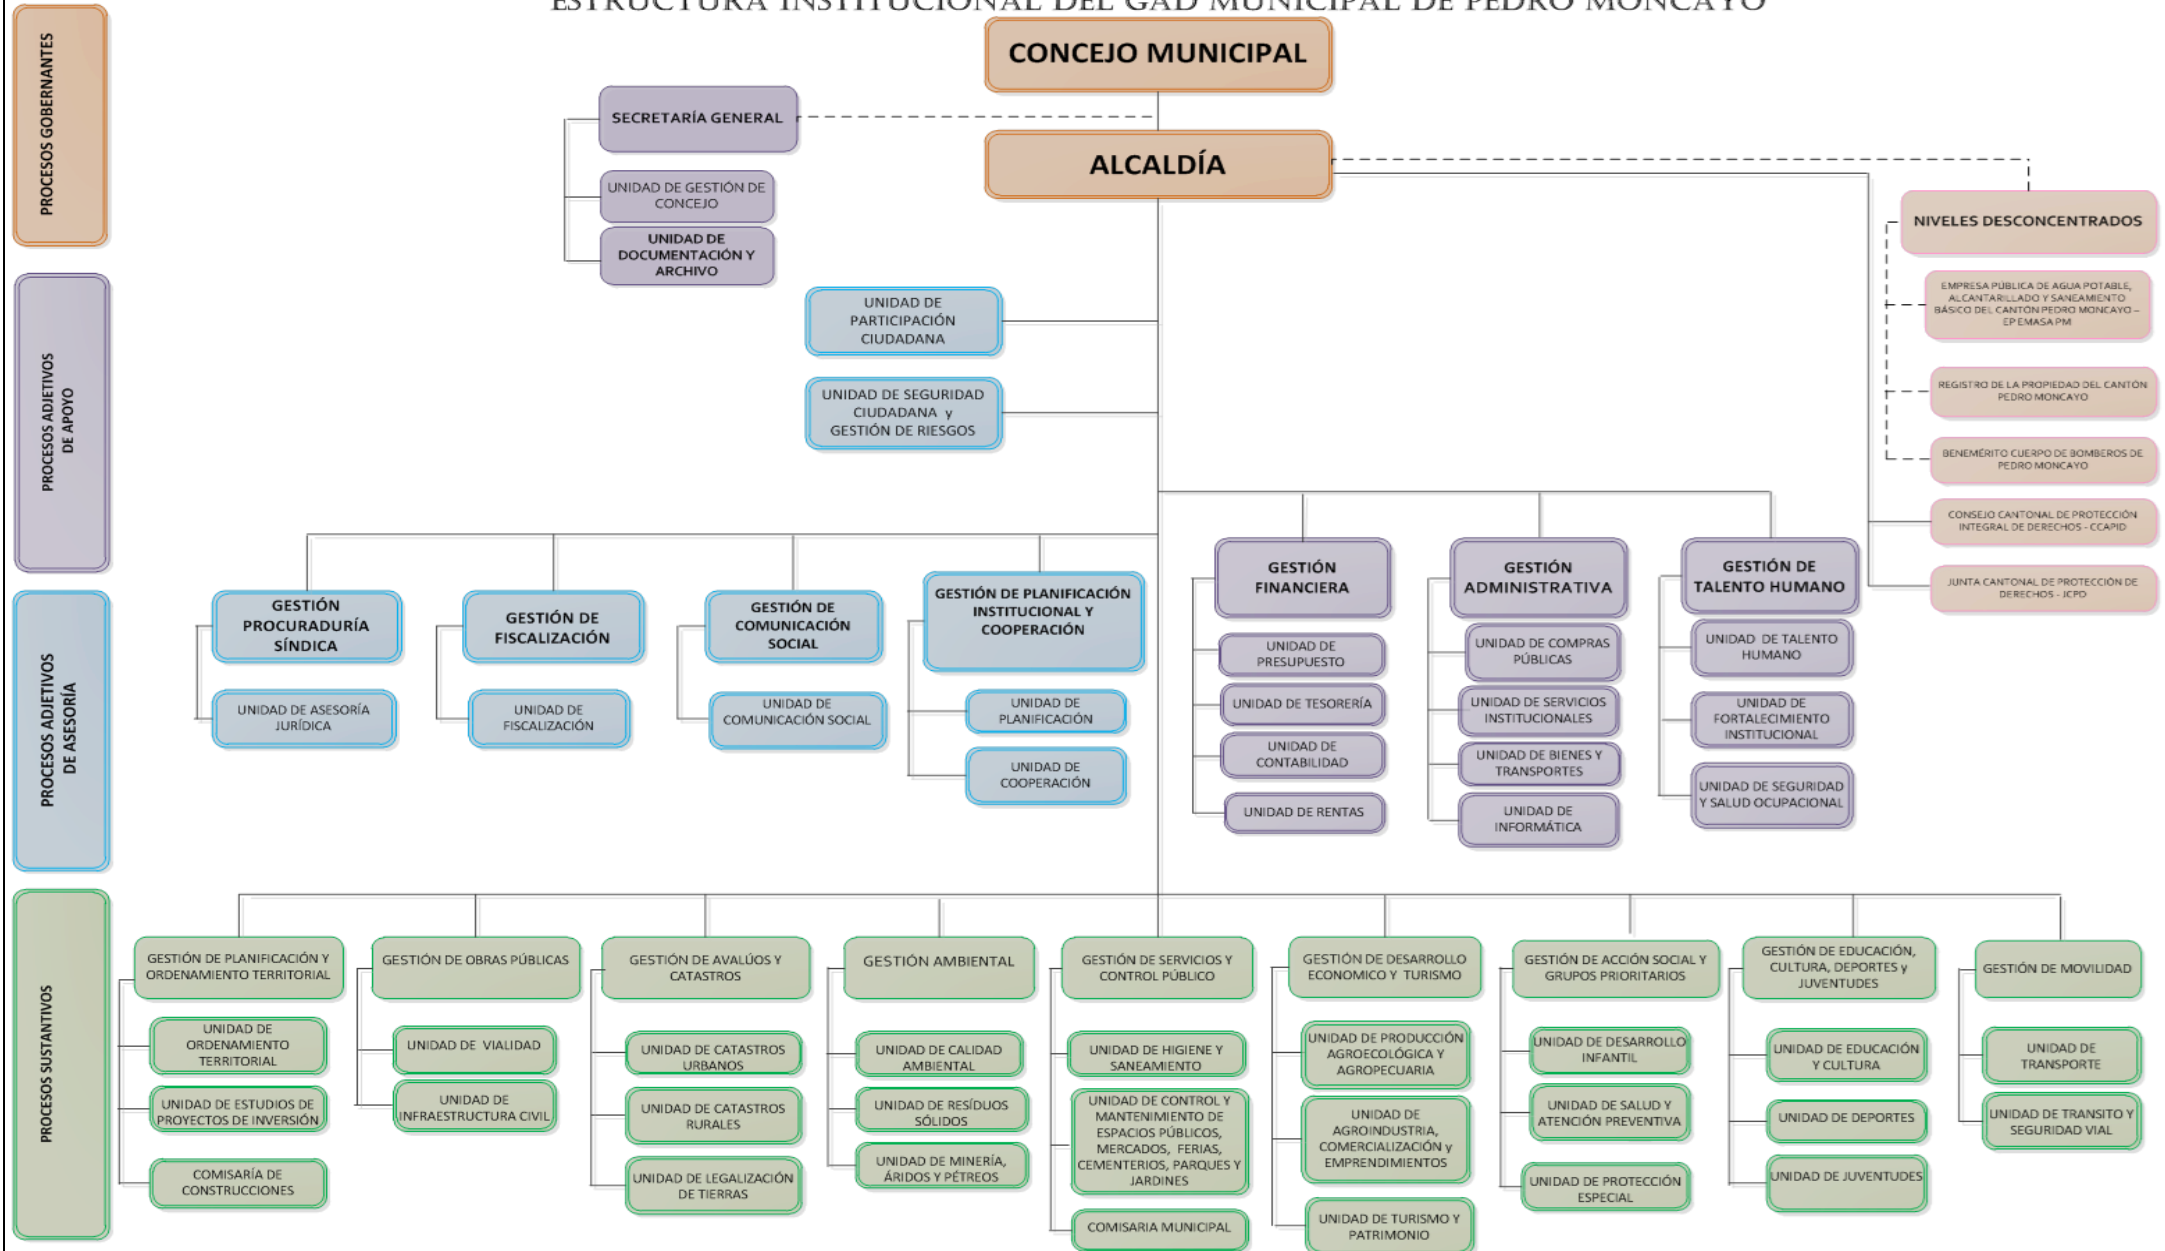 ESTRUCTURA INSTITUCIONAL DEL GAD MUNICIPAL DE PEDRO MONCAYO
PROCESOS GOBERNANTES
CONCEJO MUNICIPAL
SECRETARÍA GENERAL
ALCALDÍA
UNIDAD DE GESTIÓN DE
CONCEJO
UNIDAD DE
DOCUMENTACIÓN Y
ARCHIVO
NIVELES DESCONCENTRADOS
EMPRESA PÚBLICA DE AGUA POTABLE,
ALCANTARILLADO Y SANEAMIENTO
BÁSICO DEL CANTÓN PEDRO MONCAYO –
EP EMASA PM
REGISTRO DE LA PROPIEDAD DEL CANTÓN
PEDRO MONCAYO
BENEMÉRITO CUERPO DE BOMBEROS DE
PEDRO MONCAYO
CONSEJO CANTONAL DE PROTECCIÓN
INTEGRAL DE DERECHOS - CCAPID
JUNTA CANTONAL DE PROTECCIÓN DE
DERECHOS - JCPD
PROCESOS ADJETIVOS
DE APOYO
UNIDAD DE
PARTICIPACIÓN
CIUDADANA
UNIDAD DE SEGURIDAD
CIUDADANA y
GESTIÓN DE RIESGOS
GESTIÓN
FINANCIERA
UNIDAD DE
PRESUPUESTO
UNIDAD DE TESORERÍA
UNIDAD DE
CONTABILIDAD
UNIDAD DE RENTAS
GESTIÓN
ADMINISTRATIVA
UNIDAD DE COMPRAS
PÚBLICAS
UNIDAD DE SERVICIOS
INSTITUCIONALES
UNIDAD DE BIENES Y
TRANSPORTES
UNIDAD DE
INFORMÁTICA
GESTIÓN DE
TALENTO HUMANO
UNIDAD DE TALENTO
HUMANO
UNIDAD DE
FORTALECIMIENTO
INSTITUCIONAL
UNIDAD DE SEGURIDAD
Y SALUD OCUPACIONAL
PROCESOS ADJETIVOS
DE ASESORÍA
GESTIÓN
PROCURADURÍA
SÍNDICA
UNIDAD DE ASESORÍA
JURÍDICA
GESTIÓN DE
FISCALIZACIÓN
UNIDAD DE
FISCALIZACIÓN
GESTIÓN DE
COMUNICACIÓN
SOCIAL
UNIDAD DE
COMUNICACIÓN SOCIAL
GESTIÓN DE PLANIFICACIÓN
INSTITUCIONAL Y
COOPERACIÓN
UNIDAD DE
PLANIFICACIÓN
UNIDAD DE
COOPERACIÓN
PROCESOS SUSTANTIVOS
GESTIÓN DE PLANIFICACIÓN Y
ORDENAMIENTO TERRITORIAL
UNIDAD DE
ORDENAMIENTO
TERRITORIAL
UNIDAD DE ESTUDIOS DE
PROYECTOS DE INVERSIÓN
COMISARÍA DE
CONSTRUCCIONES
GESTIÓN DE OBRAS PÚBLICAS
UNIDAD DE VIALIDAD
UNIDAD DE
INFRAESTRUCTURA CIVIL
GESTIÓN DE AVALÚOS Y
CATASTROS
UNIDAD DE CATASTROS
URBANOS
UNIDAD DE CATASTROS
RURALES
UNIDAD DE LEGALIZACIÓN
DE TIERRAS
GESTIÓN AMBIENTAL
UNIDAD DE CALIDAD
AMBIENTAL
UNIDAD DE RESÍDUOS
SÓLIDOS
UNIDAD DE MINERÍA,
ÁRIDOS Y PÉTREOS
GESTIÓN DE SERVICIOS Y
CONTROL PÚBLICO
UNIDAD DE HIGIENE Y
SANEAMIENTO
UNIDAD DE CONTROL Y
MANTENIMIENTO DE
ESPACIOS PÚBLICOS,
MERCADOS, FERIAS,
CEMENTERIOS, PARQUES Y
JARDINES
COMISARIA MUNICIPAL
GESTIÓN DE DESARROLLO
ECONOMICO Y TURISMO
UNIDAD DE PRODUCCIÓN
AGROECOLÓGICA Y
AGROPECUARIA
UNIDAD DE
AGROINDUSTRIA,
COMERCIALIZACIÓN y
EMPRENDIMIENTOS
UNIDAD DE TURISMO Y
PATRIMONIO
GESTIÓN DE ACCIÓN SOCIAL Y
GRUPOS PRIORITARIOS
UNIDAD DE DESARROLLO
INFANTIL
UNIDAD DE SALUD Y
ATENCIÓN PREVENTIVA
UNIDAD DE PROTECCIÓN
ESPECIAL
GESTIÓN DE EDUCACIÓN,
CULTURA, DEPORTES y
JUVENTUDES
UNIDAD DE EDUCACIÓN
Y CULTURA
UNIDAD DE DEPORTES
UNIDAD DE JUVENTUDES
GESTIÓN DE MOVILIDAD
UNIDAD DE
TRANSPORTE
UNIDAD DE TRANSITO Y
SEGURIDAD VIAL